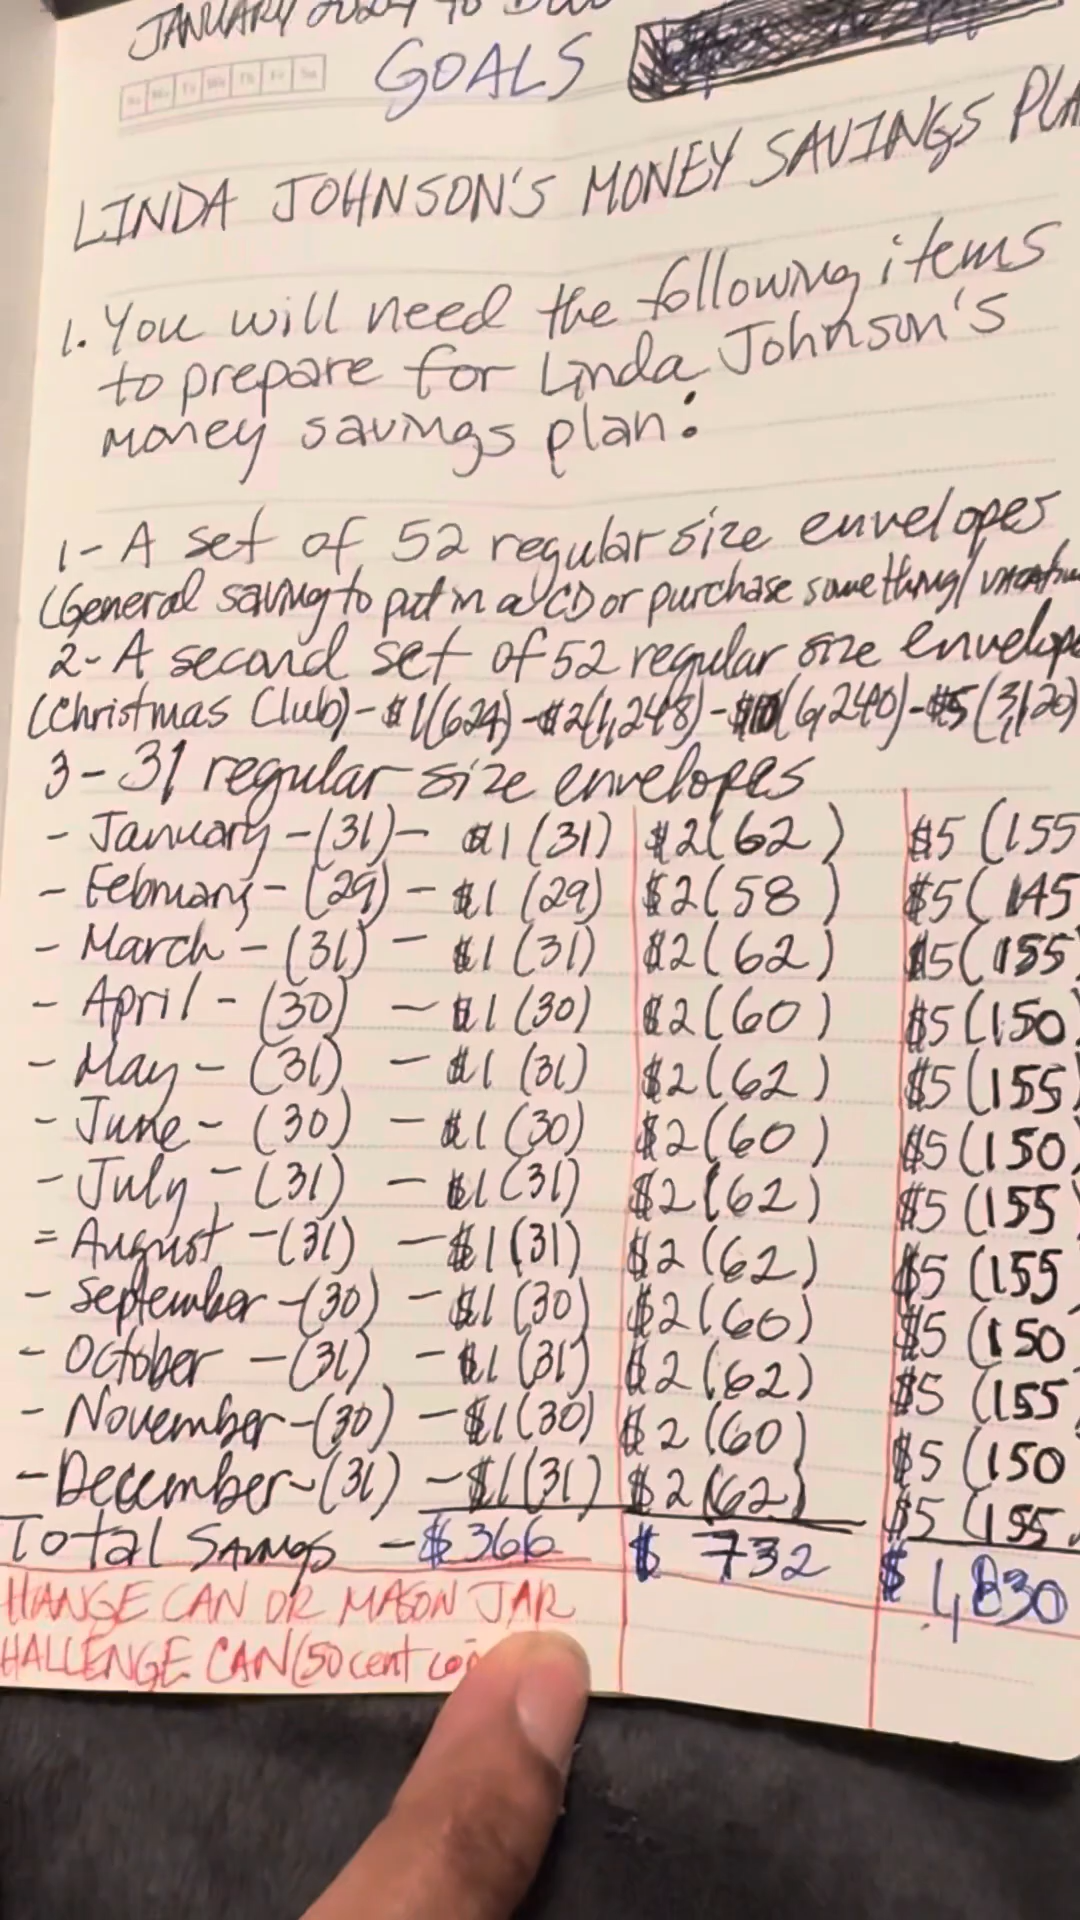 JANUARY 2024 TO
GOALS
LINDA JOHNSON'S MONEY SAVINGS PLA
1. You will need the following items
to prepare for Linda Johnson's
money savings plan:
1- A set of 52 regular size envelopes
(General saving to put in a CD or purchase something/
2- A second set of 52 regular size envelope
(Christmas Club) - $1(624) - $2(1,248) - $10(6,240) - $5(3,120)
3- 31 regular size envelopes
- January - (31) - $1 (31) $2(62) $5 (155
- February - (29) - $1 (29) $2(58) $5(145
- March - (31) - $1 (31) $2(62) $5(155
- April - (30) - $1 (30) $2(60) $5(150)
- May - (31) - $1 (31) $2(62) $5(155)
- June - (30) - $1 (30) $2(60) $5(150
- July - (31) - $1 (31) $2(62) $5 (155
= August - (31) - $1 (31) $2 (62) $5 (155
- September - (30) - $1 (30) $2 (60) $5 (150
- October - (31) - $1 (31) $2 (62) $5 (155
- November - (30) - $1 (30) $2 (60) $5 (150
- December - (31) - $1 (31) $2 (62) $5 (155
Total Savings - $366 $ 732 $ 1,830
HANGE CAN OR MASON JAR
HALLENGE CAN (50 cent